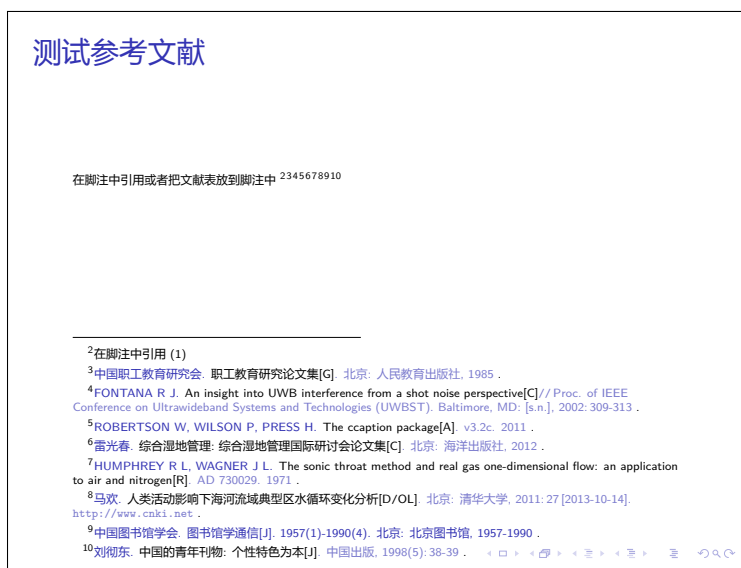 测试参考文献
在脚注中引用或者把文献表放到脚注中 2345678910
2在脚注中引用 (1)
3中国职工教育研究会. 职工教育研究论文集[G]. 北京: 人民教育出版社, 1985 .
4FONTANA R J. An insight into UWB interference from a shot noise perspective[C]//Proc. of IEEE
Conference on Ultrawideband Systems and Technologies (UWBST). Baltimore, MD: [s.n.], 2002: 309-313 .
5ROBERTSON W, WILSON P, PRESS H. The ccaption package[A]. v3.2c. 2011 .
6雷光春. 综合湿地管理: 综合湿地管理国际研讨会论文集[C]. 北京: 海洋出版社, 2012 .
7HUMPHREY R L, WAGNER J L. The sonic throat method and real gas one-dimensional flow: an application
to air and nitrogen[R]. AD 730029. 1971 .
8马欢. 人类活动影响下海河流域典型区水循环变化分析[D/OL]. 北京: 清华大学, 2011: 27 [2013-10-14].
http://www.cnki.net .
9中国图书馆学会. 图书馆学通信[J]. 1957(1)-1990(4). 北京: 北京图书馆, 1957-1990 .
10刘彻东. 中国的青年刊物: 个性特色为本[J]. 中国出版, 1998(5): 38-39 .